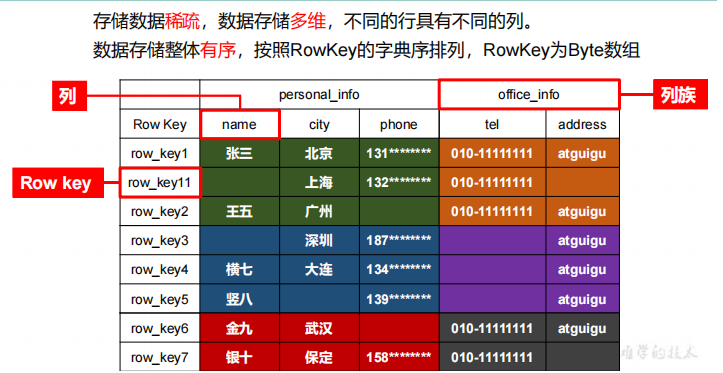 存储数据稀疏，数据存储多维，不同的行具有不同的列。
数据存储整体有序，按照RowKey的字典序排列，RowKey为Byte数组
列 personal_info office_info 列族
Row Key name city phone tel address
row_key1 张三 北京 131******** 010-11111111 atguigu
Row key row_key11 上海 132******** 010-11111111
row_key2 王五 广州 010-11111111 atguigu
row_key3 深圳 187******** atguigu
row_key4 横七 大连 134******** atguigu
row_key5 竖八 139******** atguigu
row_key6 金九 武汉 010-11111111 atguigu
row_key7 银十 保定 158******** 010-11111111
学的技术